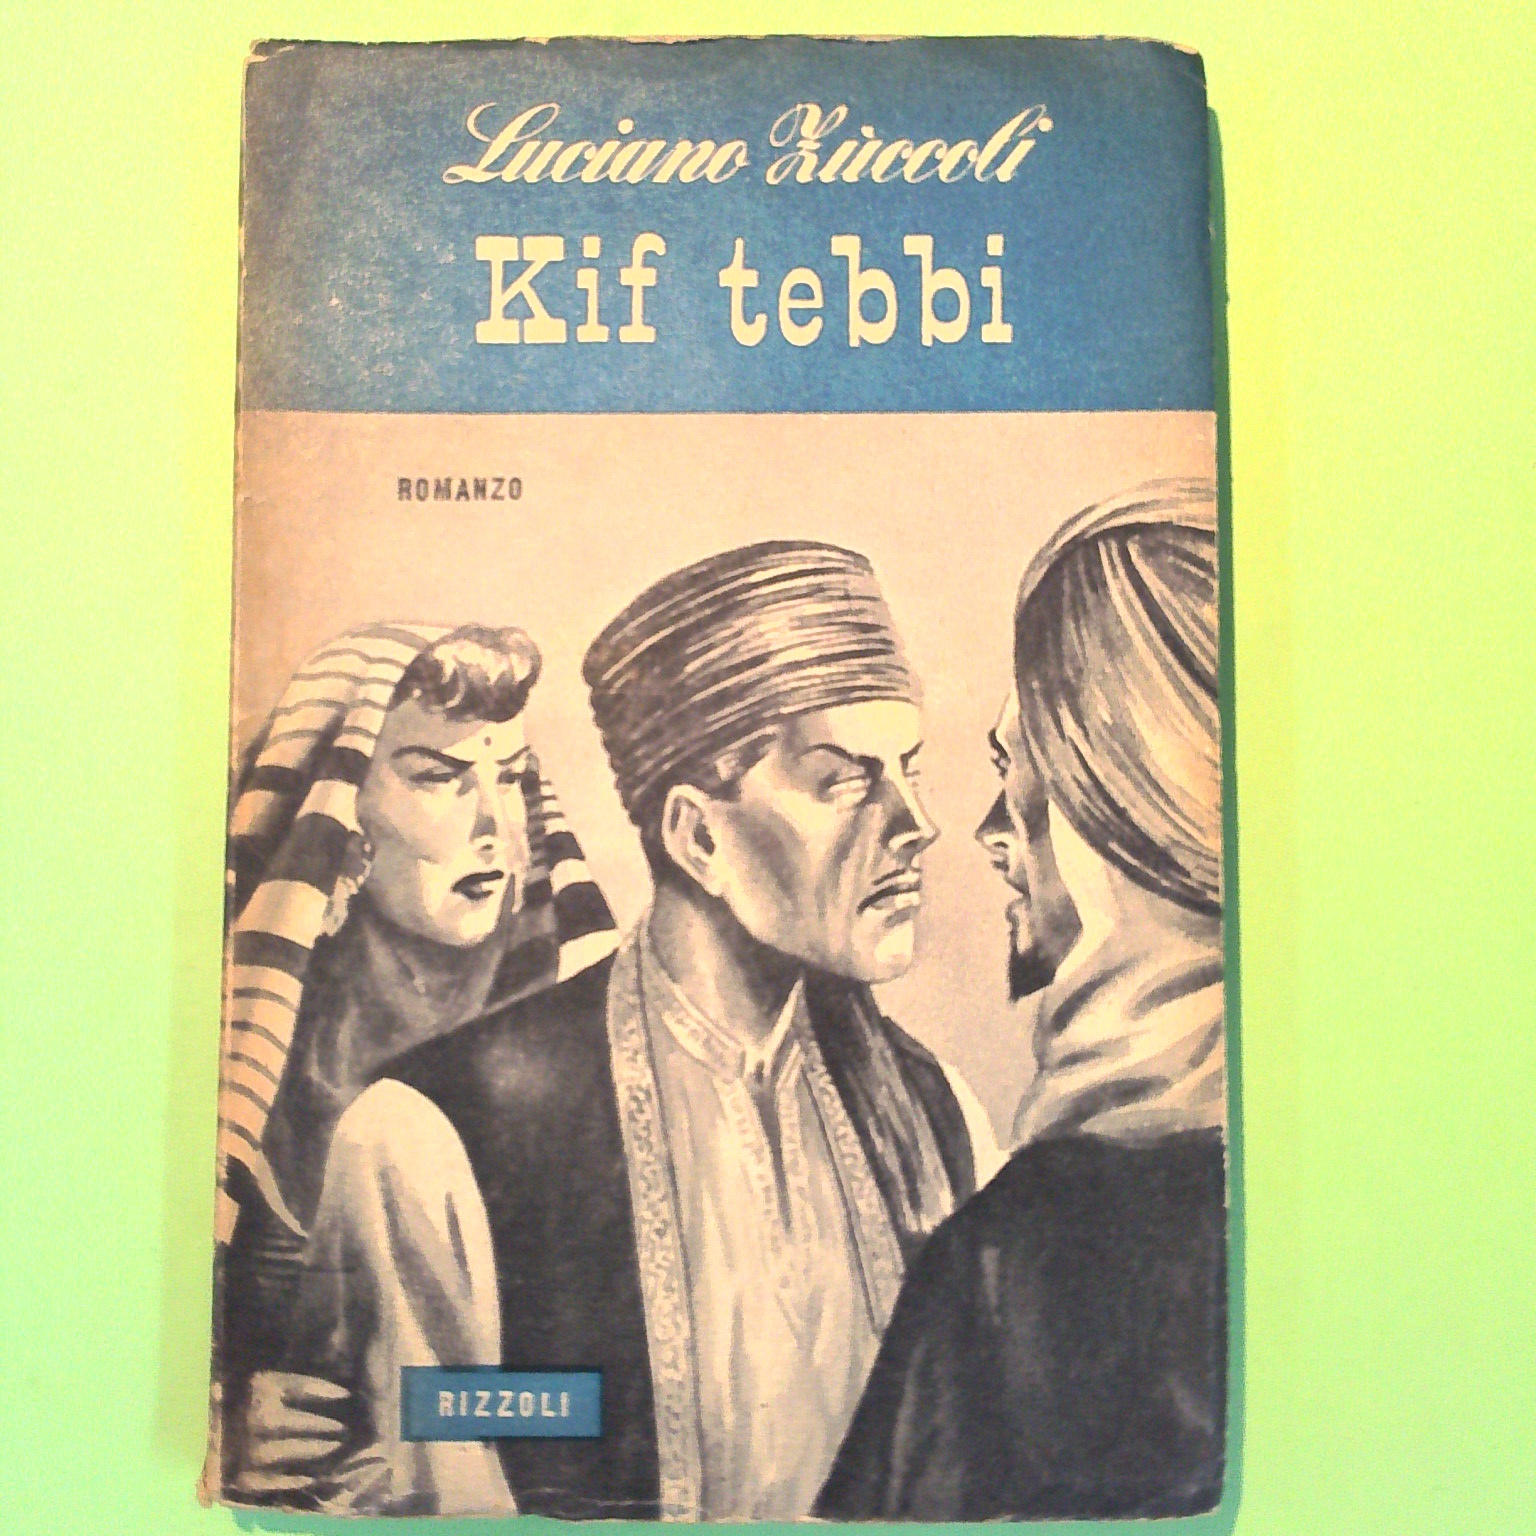 Luciano Zùccoli
Kif tebbi
ROMANZO
RIZZOLI